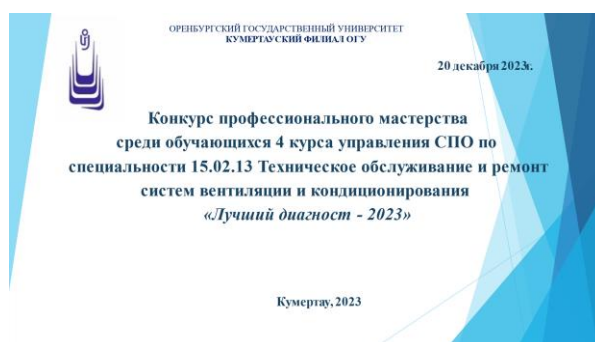 ОРЕНБУРГСКИЙ ГОСУДАРСТВЕННЫЙ УНИВЕРСИТЕТ
КУМЕРТАУСКИЙ ФИЛИАЛ ОГУ
20 декабря 2023г.
Конкурс профессионального мастерства
среди обучающихся 4 курса управления СПО по
специальности 15.02.13 Техническое обслуживание и ремонт
систем вентиляции и кондиционирования
«Лучший диагност - 2023»
Кумертау, 2023